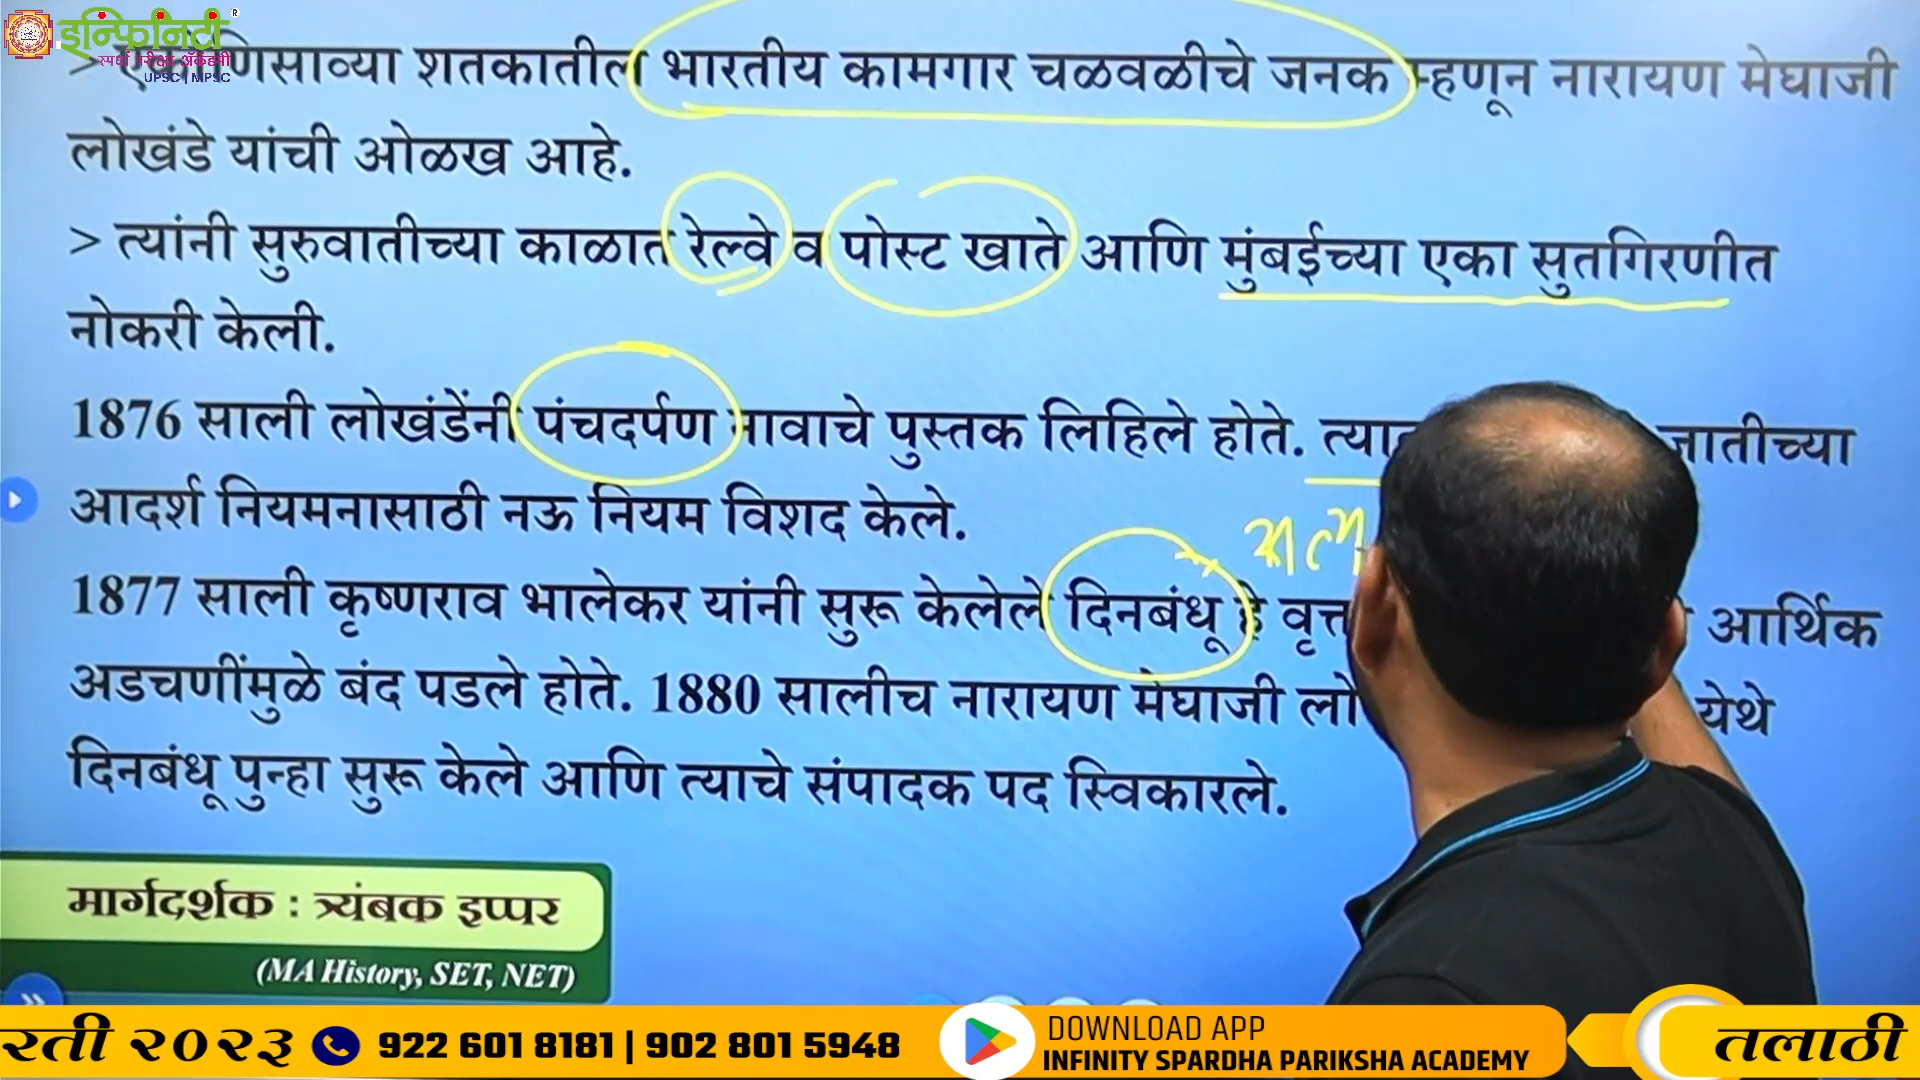 इन्फिनिटी
स्पर्धा परीक्षा अ‍ॅकॅडमी
UPSC | MPSC
> एकोणिसाव्या शतकातील भारतीय कामगार चळवळीचे जनक म्हणून नारायण मेघाजी
लोखंडे यांची ओळख आहे.
> त्यांनी सुरुवातीच्या काळात रेल्वे व पोस्ट खाते आणि मुंबईच्या एका सुतगिरणीत
नोकरी केली.
1876 साली लोखंडेंनी पंचदर्पण नावाचे पुस्तक लिहिले होते. जातीच्या
आदर्श नियमनासाठी नऊ नियम विशद केले.
1877 साली कृष्णराव भालेकर यांनी सुरू केलेले दिनबंधू हे आर्थिक
अडचणींमुळे बंद पडले होते. 1880 सालीच नारायण मेघाजी येथे
दिनबंधू पुन्हा सुरू केले आणि त्याचे संपादक पद स्विकारले.
मार्गदर्शक : त्र्यंबक इप्पर
(MA History, SET, NET)
रती २०२३ 922 601 8181 | 902 801 5948
DOWNLOAD APP
INFINITY SPARDHA PARIKSHA ACADEMY
तलाठी